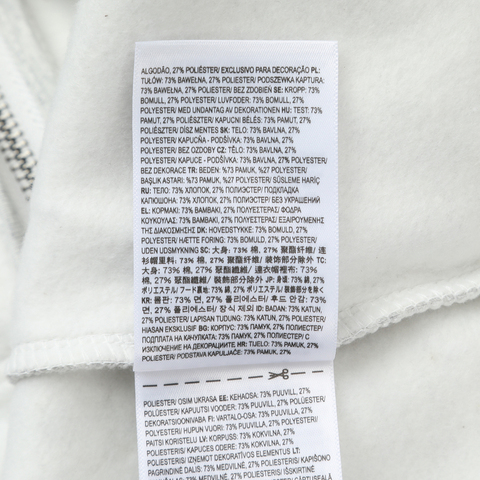 ALGODÃO, 27% POLIÉSTER/ EXCLUSIVO PARA DECORAÇÃO PL:
TUŁÓW: 73% BAWEŁNA, 27% POLIESTER/ PODSZEWKA KAPTURA:
73% BAWEŁNA, 27% POLIESTER/ BEZ ZDOBIEŃ SE: KROPP: 73%
BOMULL, 27% POLYESTER/ LUVFODER: 73% BOMULL, 27%
POLYESTER/ MED UNDANTAG AV DEKORATIONEN HU: TEST: 73%
PAMUT, 27% POLIÉSZTER/ KAPUCNI BÉLÉS: 73% PAMUT, 27%
POLIÉSZTER/ DÍSZ MENTES SK: TELO: 73% BAVLNA, 27%
POLYESTER/ KAPUCŇA - PODŠÍVKA: 73% BAVLNA, 27%
POLYESTER/ BEZ OZDOBY CZ: TĚLO: 73% BAVLNA, 27%
POLYESTER/ KAPUCE - PODŠÍVKA: 73% BAVLNA, 27% POLYESTER/
BEZ DEKORACE TR: BEDEN: %73 PAMUK, %27 POLYESTER/
BAŞLIK ASTARI: %73 PAMUK, %27 POLYESTER/ SÜSLEME HARİÇ
RU: ТЕЛО: 73% ХЛОПОК, 27% ПОЛИЭСТЕР/ ПОДКЛАДКА
КАПЮШОНА: 73% ХЛОПОК, 27% ПОЛИЭСТЕР/ БЕЗ УКРАШЕНИЙ
EL: ΚΟΡΜΑΚΙ: 73% ΒΑΜΒΑΚΙ, 27% ΠΟΛΥΕΣΤΕΡΑΣ/ ΦΟΔΡΑ
ΚΟΥΚΟΥΛΑΣ: 73% ΒΑΜΒΑΚΙ, 27% ΠΟΛΥΕΣΤΕΡΑΣ/ ΕΞΑΙΡΟΥΜΕΝΗΣ
ΤΗΣ ΔΙΑΚΟΣΜΗΣΗΣ DK: HOVEDSTYKKE: 73% BOMULD, 27%
POLYESTER/ HÆTTE FORING: 73% BOMULD, 27% POLYESTER/
UDEN UDSMYKNING SC: 大身: 73% 棉, 27% 聚酯纤维/ 连
衫帽里料: 73% 棉, 27% 聚酯纤维/ 装饰部分除外 TC:
大身: 73% 棉, 27% 聚酯纖維/ 連衣帽裡布: 73%
棉, 27% 聚酯纖維/ 裝飾部分除外 JP: 身頃: 73% 綿, 27%
ポリエステル/ フード裏地: 73% 綿, 27% ポリエステル/ 装飾部分除く
KR: 몸판: 73% 면, 27% 폴리에스터/ 후드 안감: 73%
면, 27% 폴리에스터/ 장식 제외 ID: BADAN: 73% KATUN, 27%
POLIESTER/ LAPISAN TUDUNG: 73% KATUN, 27% POLIESTER/
HIASAN EKSKLUSIF BG: КОРПУС: 73% ПАМУК, 27% ПОЛИЕСТЕР/
ПОДПЛАТА НА КАЧУЛКАТА: 73% ПАМУК, 27% ПОЛИЕСТЕР/ С
ИЗКЛЮЧЕНИЕ НА ДЕКОРАЦИИТЕ HR: TIJELO: 73% PAMUK, 27%
POLIESTER/ PODSTAVA KAPULJAČE: 73% PAMUK, 27%
POLIESTER/ OSIM UKRASA EE: KEHAOSA: 73% PUUVILL, 27%
POLÜESTER/ KAPUUTSI VOODER: 73% PUUVILL, 27% POLÜESTER/
DEKORATSIOONIVABA FI: VARTALO: 73% PUUVILLA, 27%
POLYESTERI/ HUPUN VUORI: 73% PUUVILLA, 27% POLYESTERI/
PAITSI KORISTELU LV: KORPUSS: 73% KOKVILNA, 27%
POLIESTERS/ KAPUCES ODERE: 73% KOKVILNA, 27%
POLIESTERS/ IZŅEMOT DEKORATĪVOS ELEMENTUS LT:
PAGRINDINĖ DALIS: 73% MEDVILNĖ, 27% POLIESTERIS/ KAPIŠONO
73% MEDVILNĖ, 27% POLIESTERIS/ IŠSKIRTINĖ